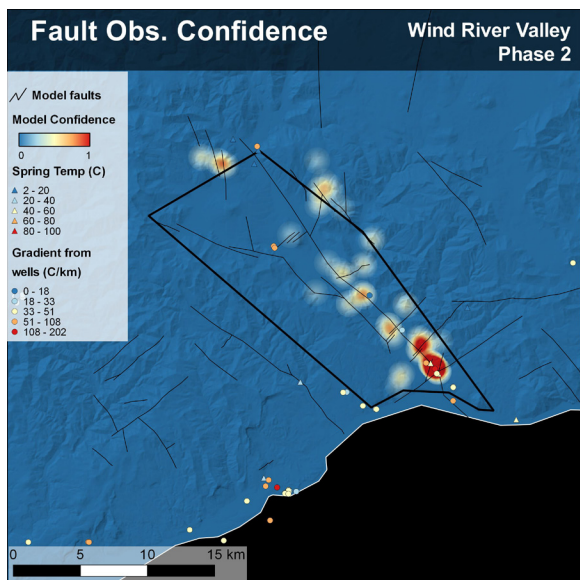 Fault Obs. Confidence
Wind River Valley
Phase 2
Model faults
Model Confidence
0 1
Spring Temp (C)
2 - 20
20 - 40
40 - 60
60 - 80
80 - 100
Gradient from
wells (C/km)
0 - 18
18 - 33
33 - 51
51 - 108
108 - 202
0 5 10 15 km